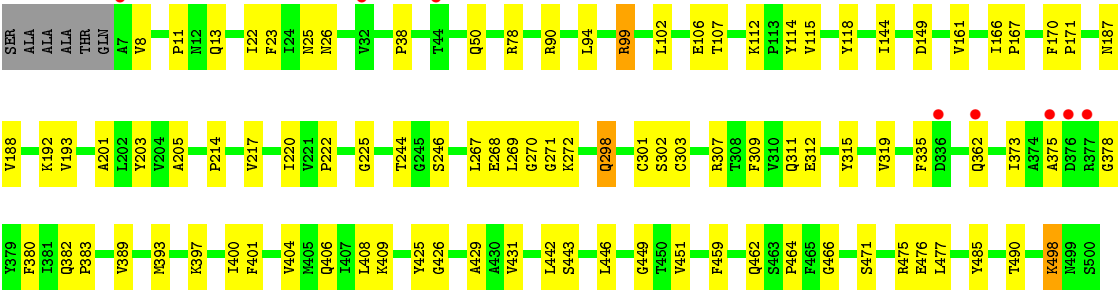 SER ALA ALA ALA THR GLN A7 V8 P11 N12 Q13 I22 F23 I24 N25 N26 V32 P38 T44 Q50 R78 R90 L94 R99 L102 E106 T107 K112 P113 Y114 V115 Y118 I144 D149 V161 I166 P167 F170 P171 N187
V188 K192 V193 A201 L202 Y203 V204 A205 P214 V217 I220 V221 P222 G225 T244 G245 S246 L267 E268 L269 G270 G271 K272 Q298 C301 S302 C303 R307 T308 F309 V310 Q311 E312 Y315 V319 F335 D336 Q362 I373 A374 A375 D376 R377 G378
Y379 F380 I381 Q382 P383 V389 M393 K397 I400 F401 V404 M405 Q406 I407 L408 K409 Y425 G426 A429 A430 V431 L442 S443 L446 G449 T450 V451 F459 Q462 S463 P464 F465 G466 S471 R475 E476 L477 Y485 T490 K498 N499 S500